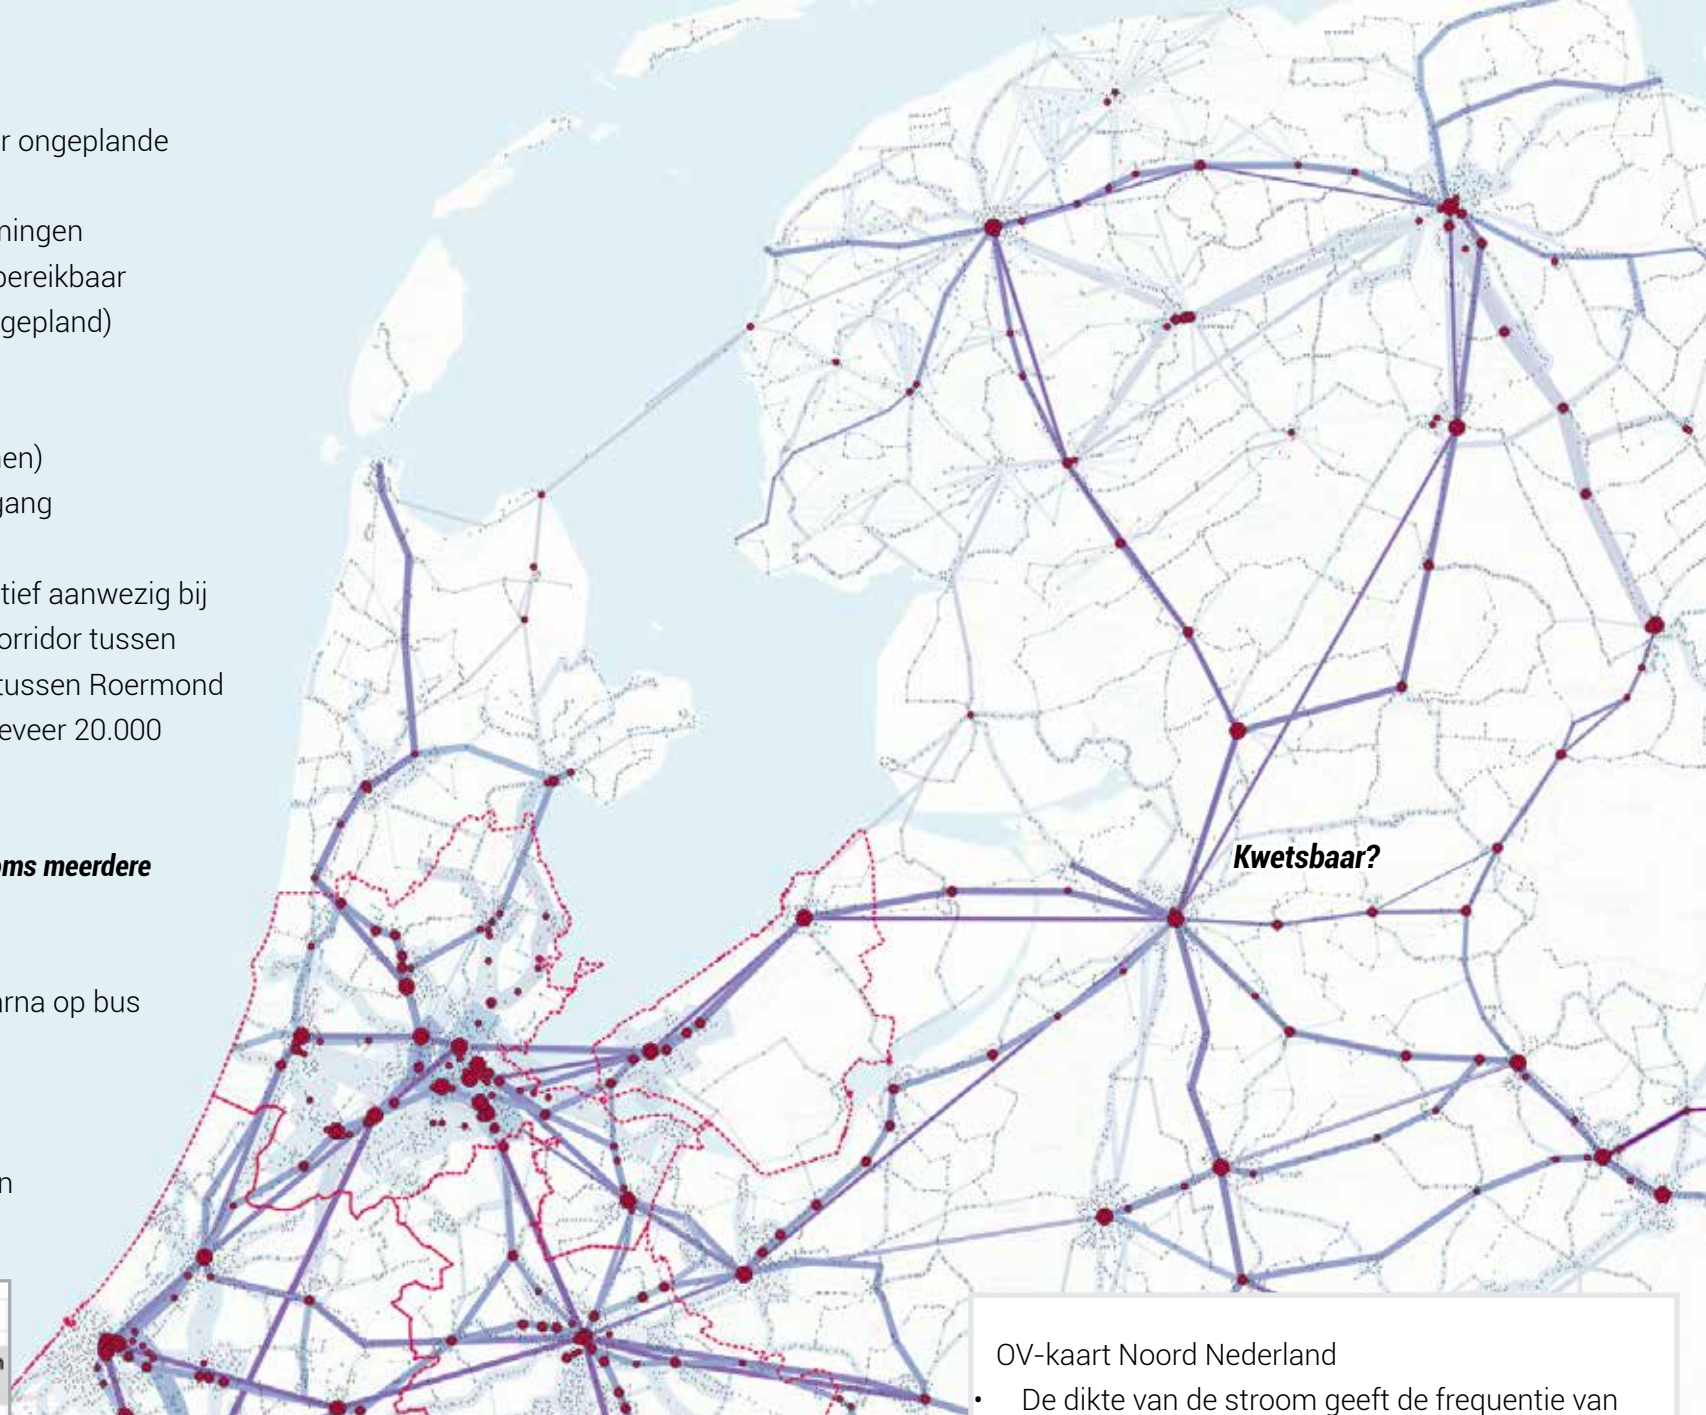 r ongeplande
ningen
bereikbaar
gepland)
en)
gang
tief aanwezig bij
orridor tussen
tussen Roermond
eveer 20.000
oms meerdere
arna op bus
n
n
Kwetsbaar?
OV-kaart Noord Nederland
• De dikte van de stroom geeft de frequentie van